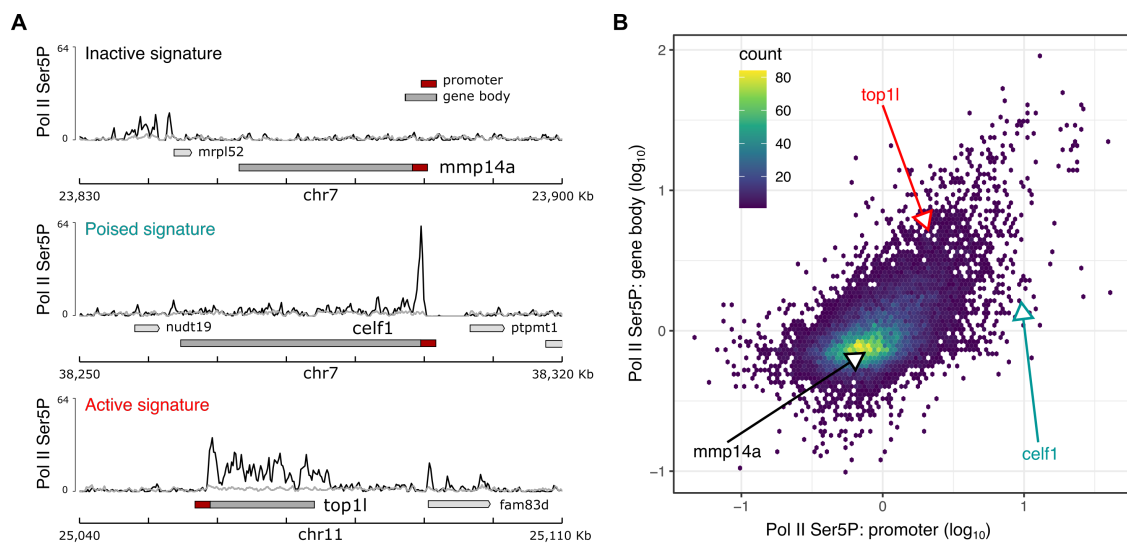 A
Pol II Ser5P
64
0
Inactive signature
promoter
gene body
mrpl52
mmp14a
23,830
chr7
23,900 Kb
Pol II Ser5P
64
0
Poised signature
nudt19
celf1
ptpmt1
38,250
chr7
38,320 Kb
Pol II Ser5P
64
0
Active signature
top1l
fam83d
25,040
chr11
25,110 Kb
B
Pol II Ser5P: gene body (log10)
2
1
0
−1
count
80
60
40
20
top1l
mmp14a
celf1
−1
0
1
Pol II Ser5P: promoter (log10)